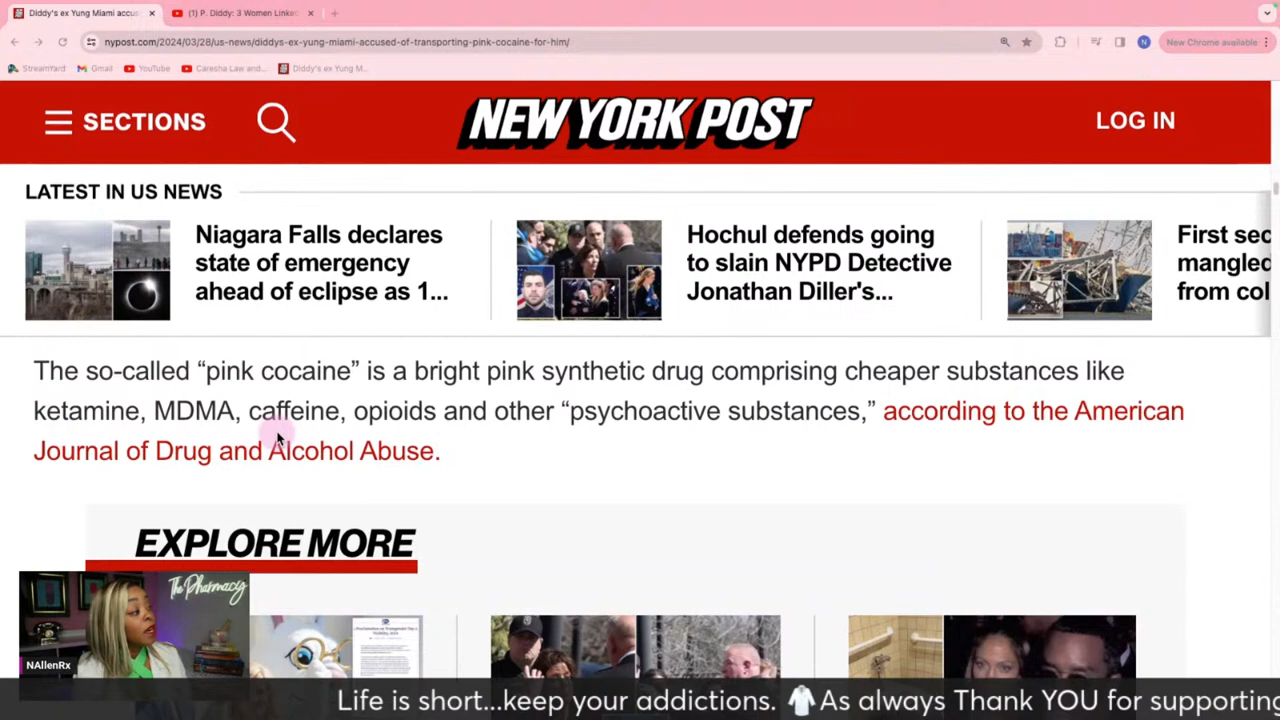 Diddy's ex Yung Miami accus
(1) P. Diddy: 3 Women Linke
nypost.com/2024/03/28/us-news/diddys-ex-yung-miami-accused-of-transporting-pink-cocaine-for-him/
N
New Chrome available
StreamYard
Gmail
YouTube
Caresha Law and...
Diddy's ex Yung M...
SECTIONS
NEW YORK POST
LOG IN
LATEST IN US NEWS
Niagara Falls declares
state of emergency
ahead of eclipse as 1...
Hochul defends going
to slain NYPD Detective
Jonathan Diller's...
First sec
mangled
from col
The so-called “pink cocaine” is a bright pink synthetic drug comprising cheaper substances like
ketamine, MDMA, caffeine, opioids and other “psychoactive substances,” according to the American
Journal of Drug and Alcohol Abuse.
EXPLORE MORE
The Pharmacy
NAllenRx
Life is short...keep your addictions. As always Thank YOU for supporting